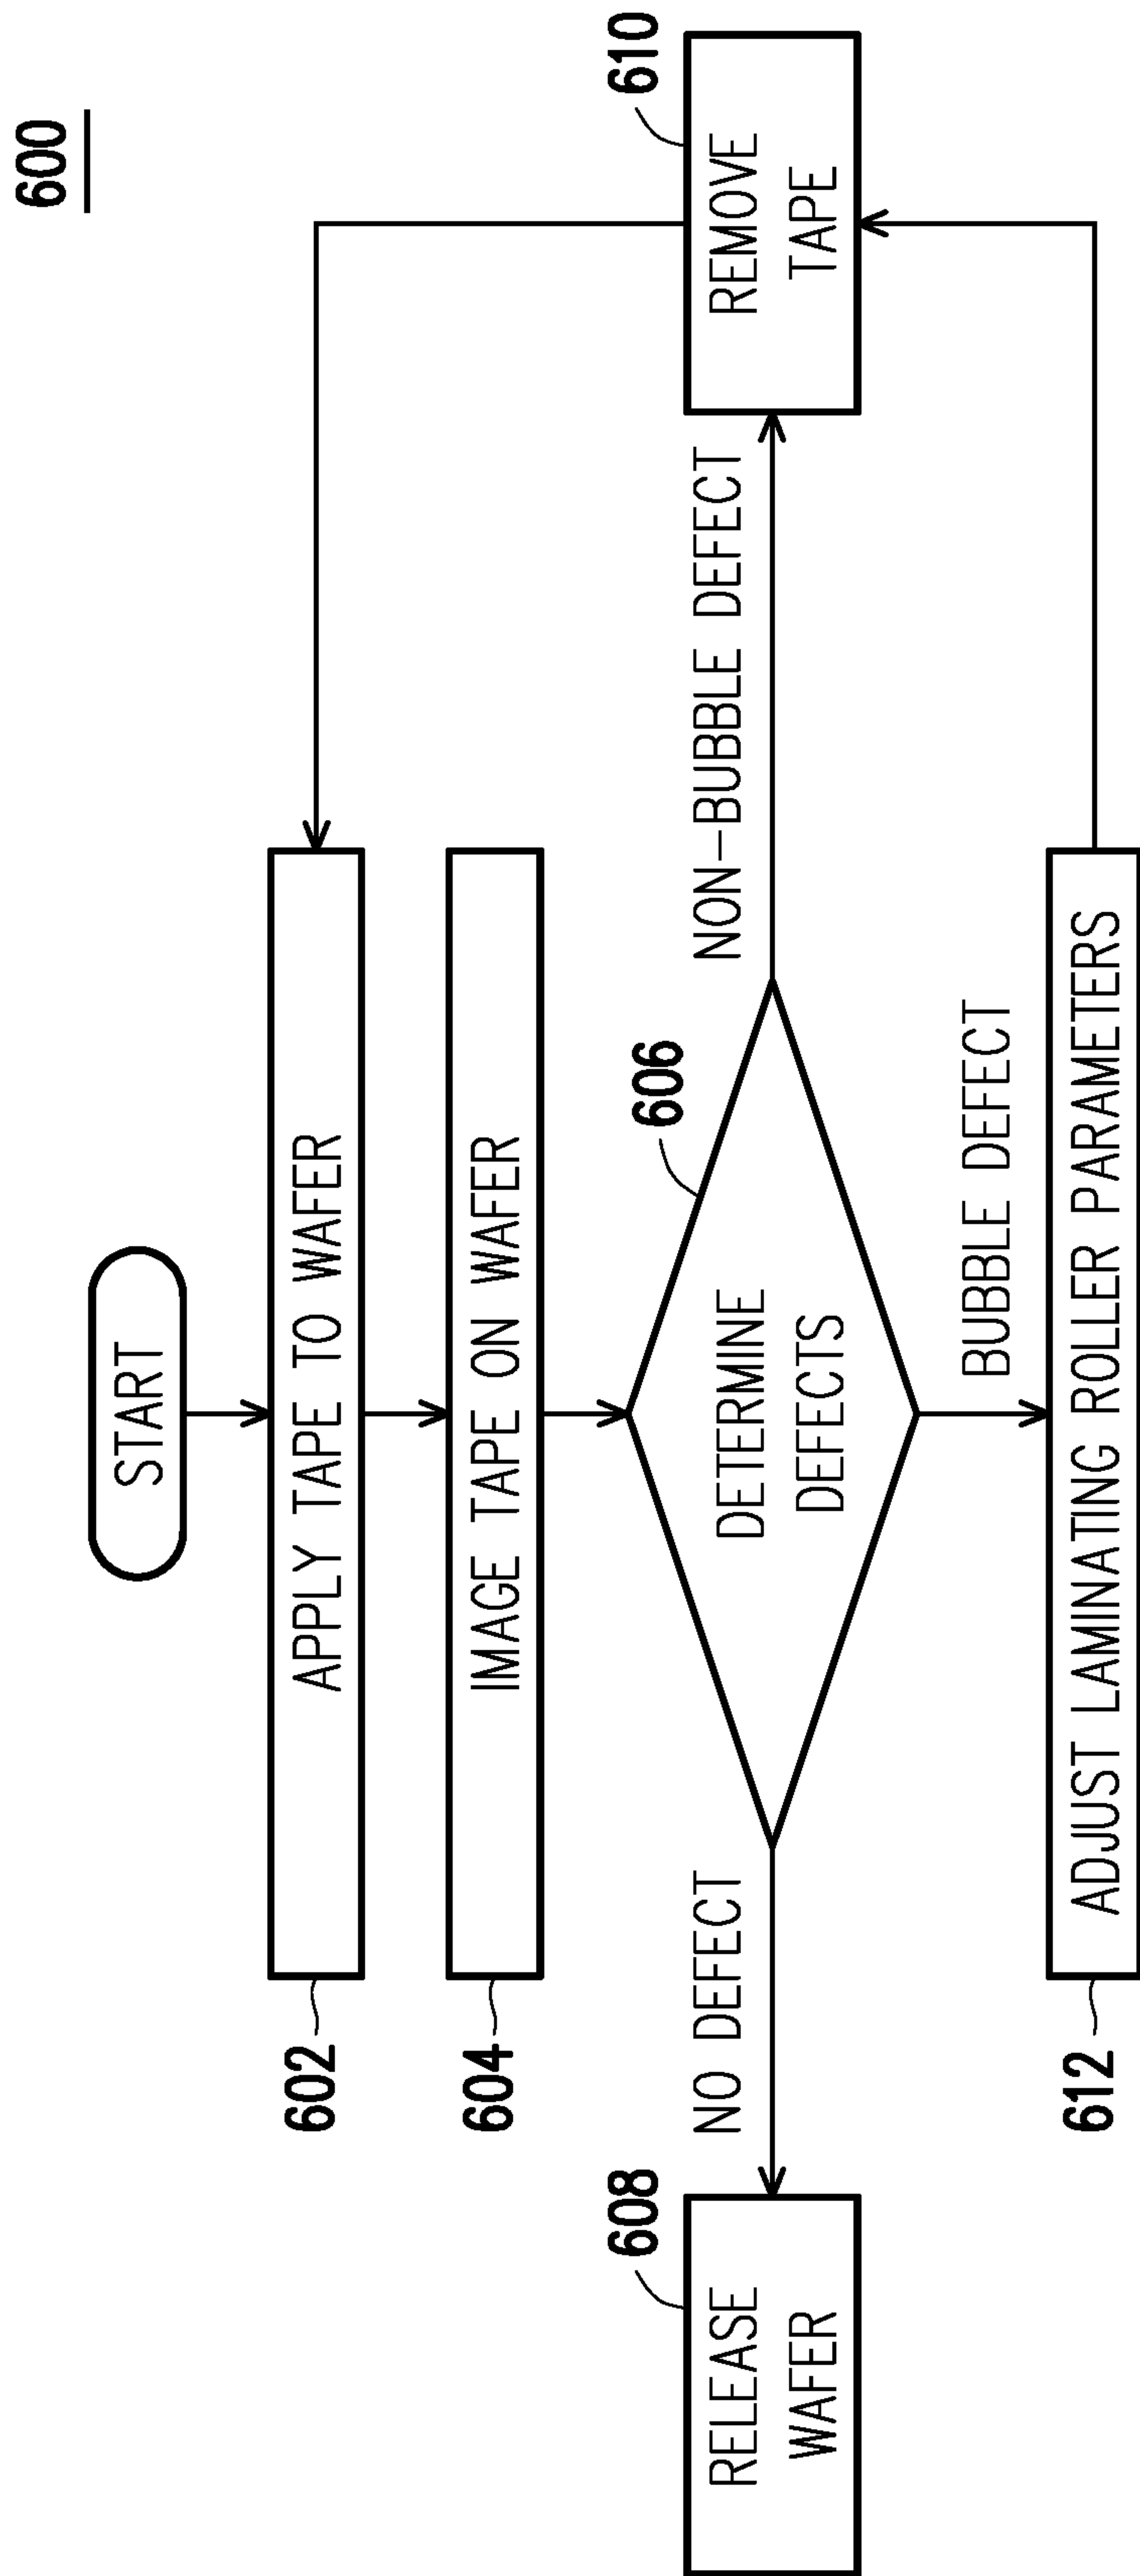 600
START
602
APPLY TAPE TO WAFER
604
IMAGE TAPE ON WAFER
606
DETERMINE
DEFECTS
NO DEFECT
608
RELEASE
WAFER
NON-BUBBLE DEFECT
610
REMOVE
TAPE
BUBBLE DEFECT
612
ADJUST LAMINATING ROLLER PARAMETERS